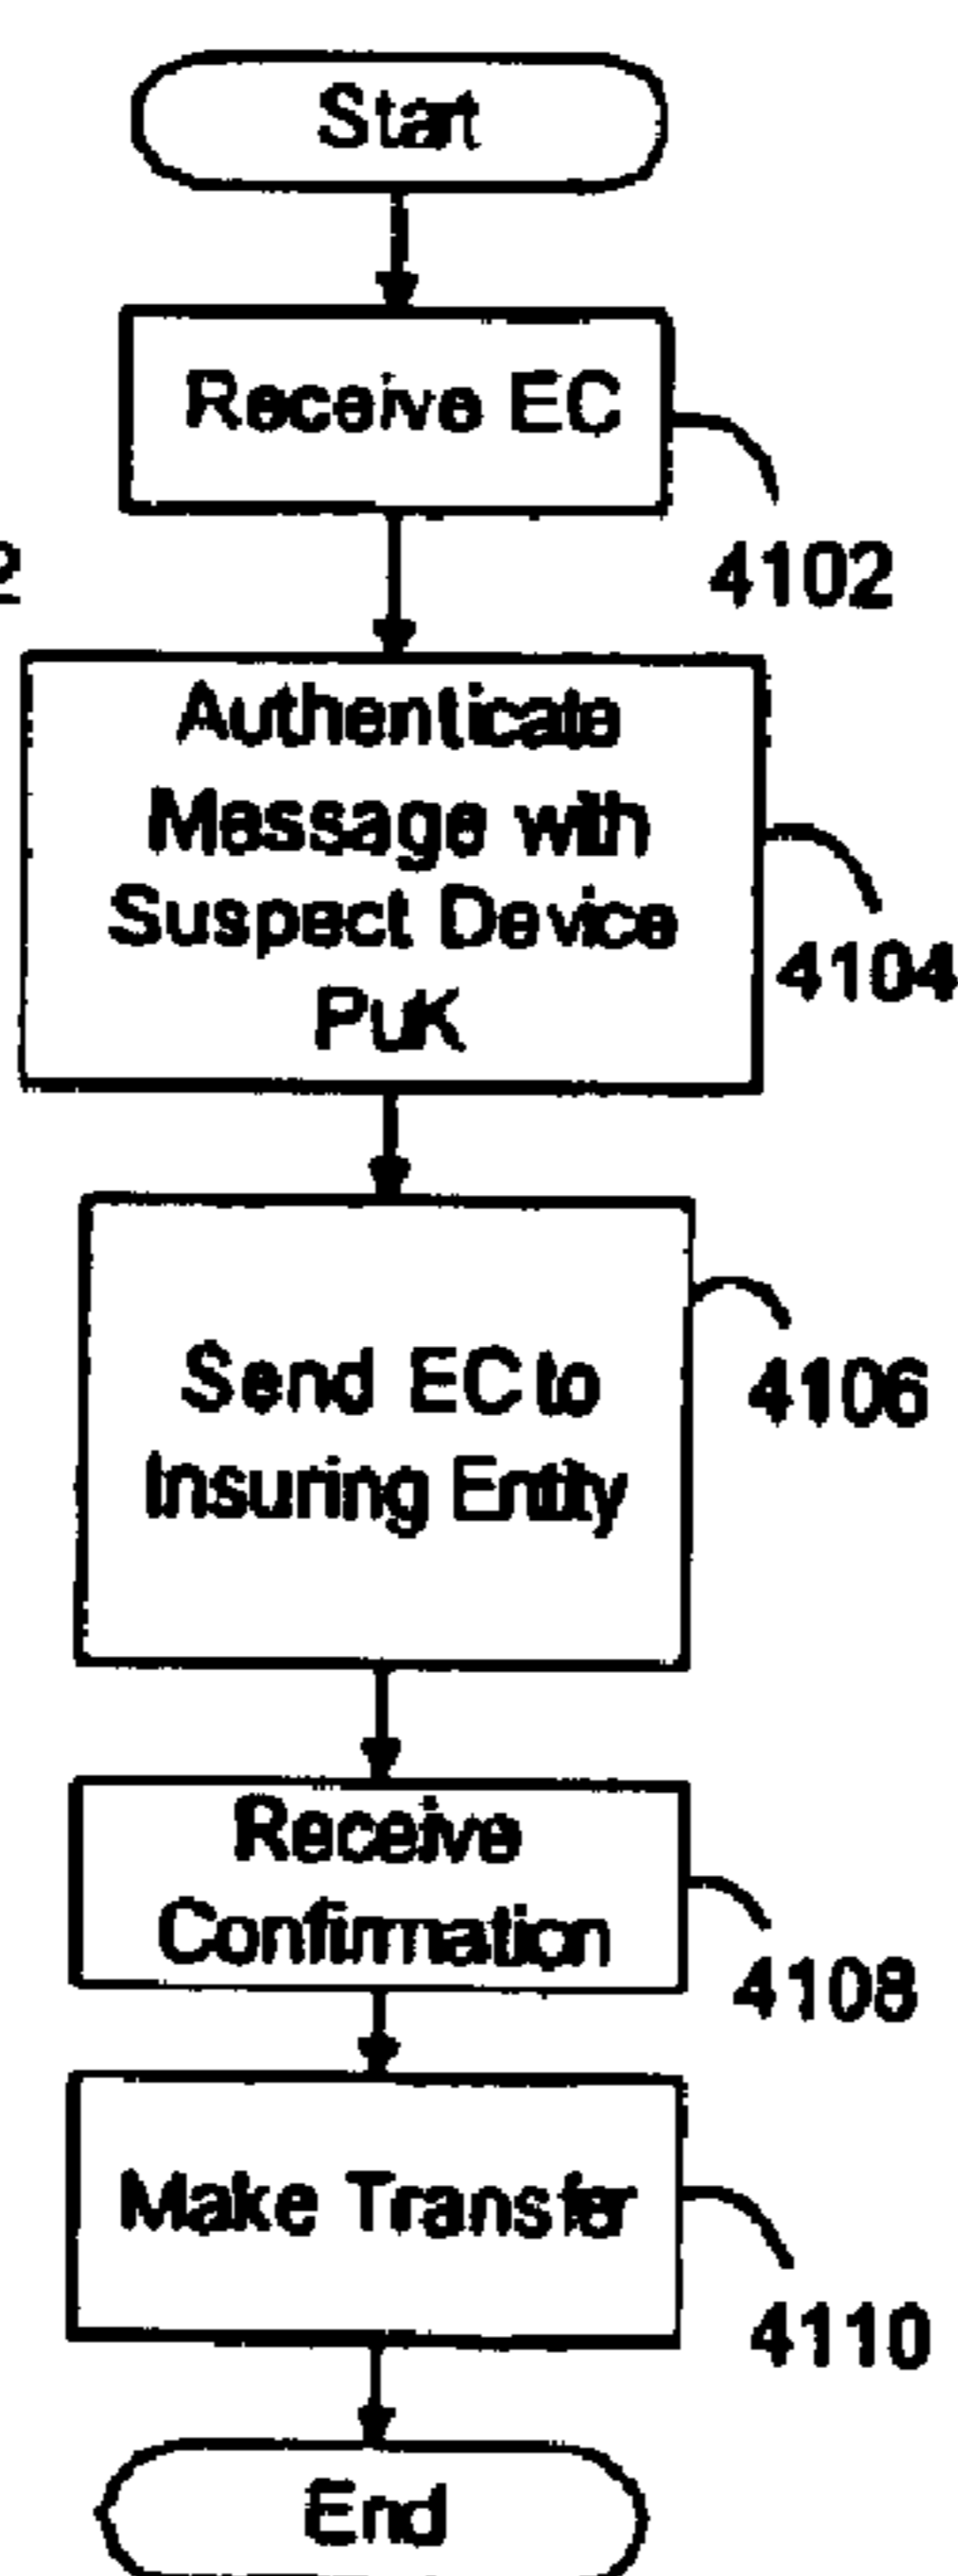 Start
Receive EC
4102
2
Authenticate
Message with
Suspect Device
PuK
4104
Send EC to
Insuring Entity
4106
Receive
Confirmation
4108
Make Transfer
4110
End